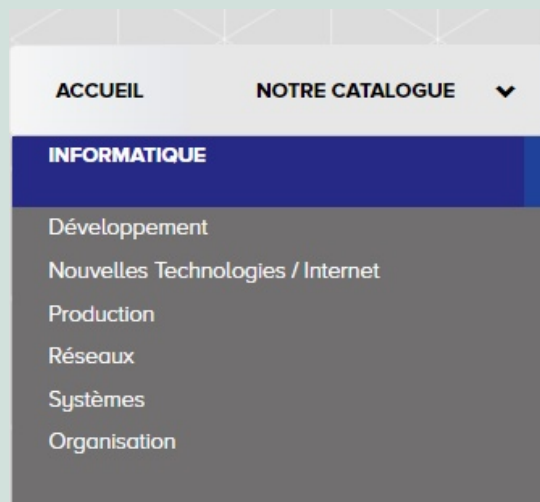 ACCUEIL NOTRE CATALOGUE
INFORMATIQUE
Développement
Nouvelles Technologies / Internet
Production
Réseaux
Systèmes
Organisation